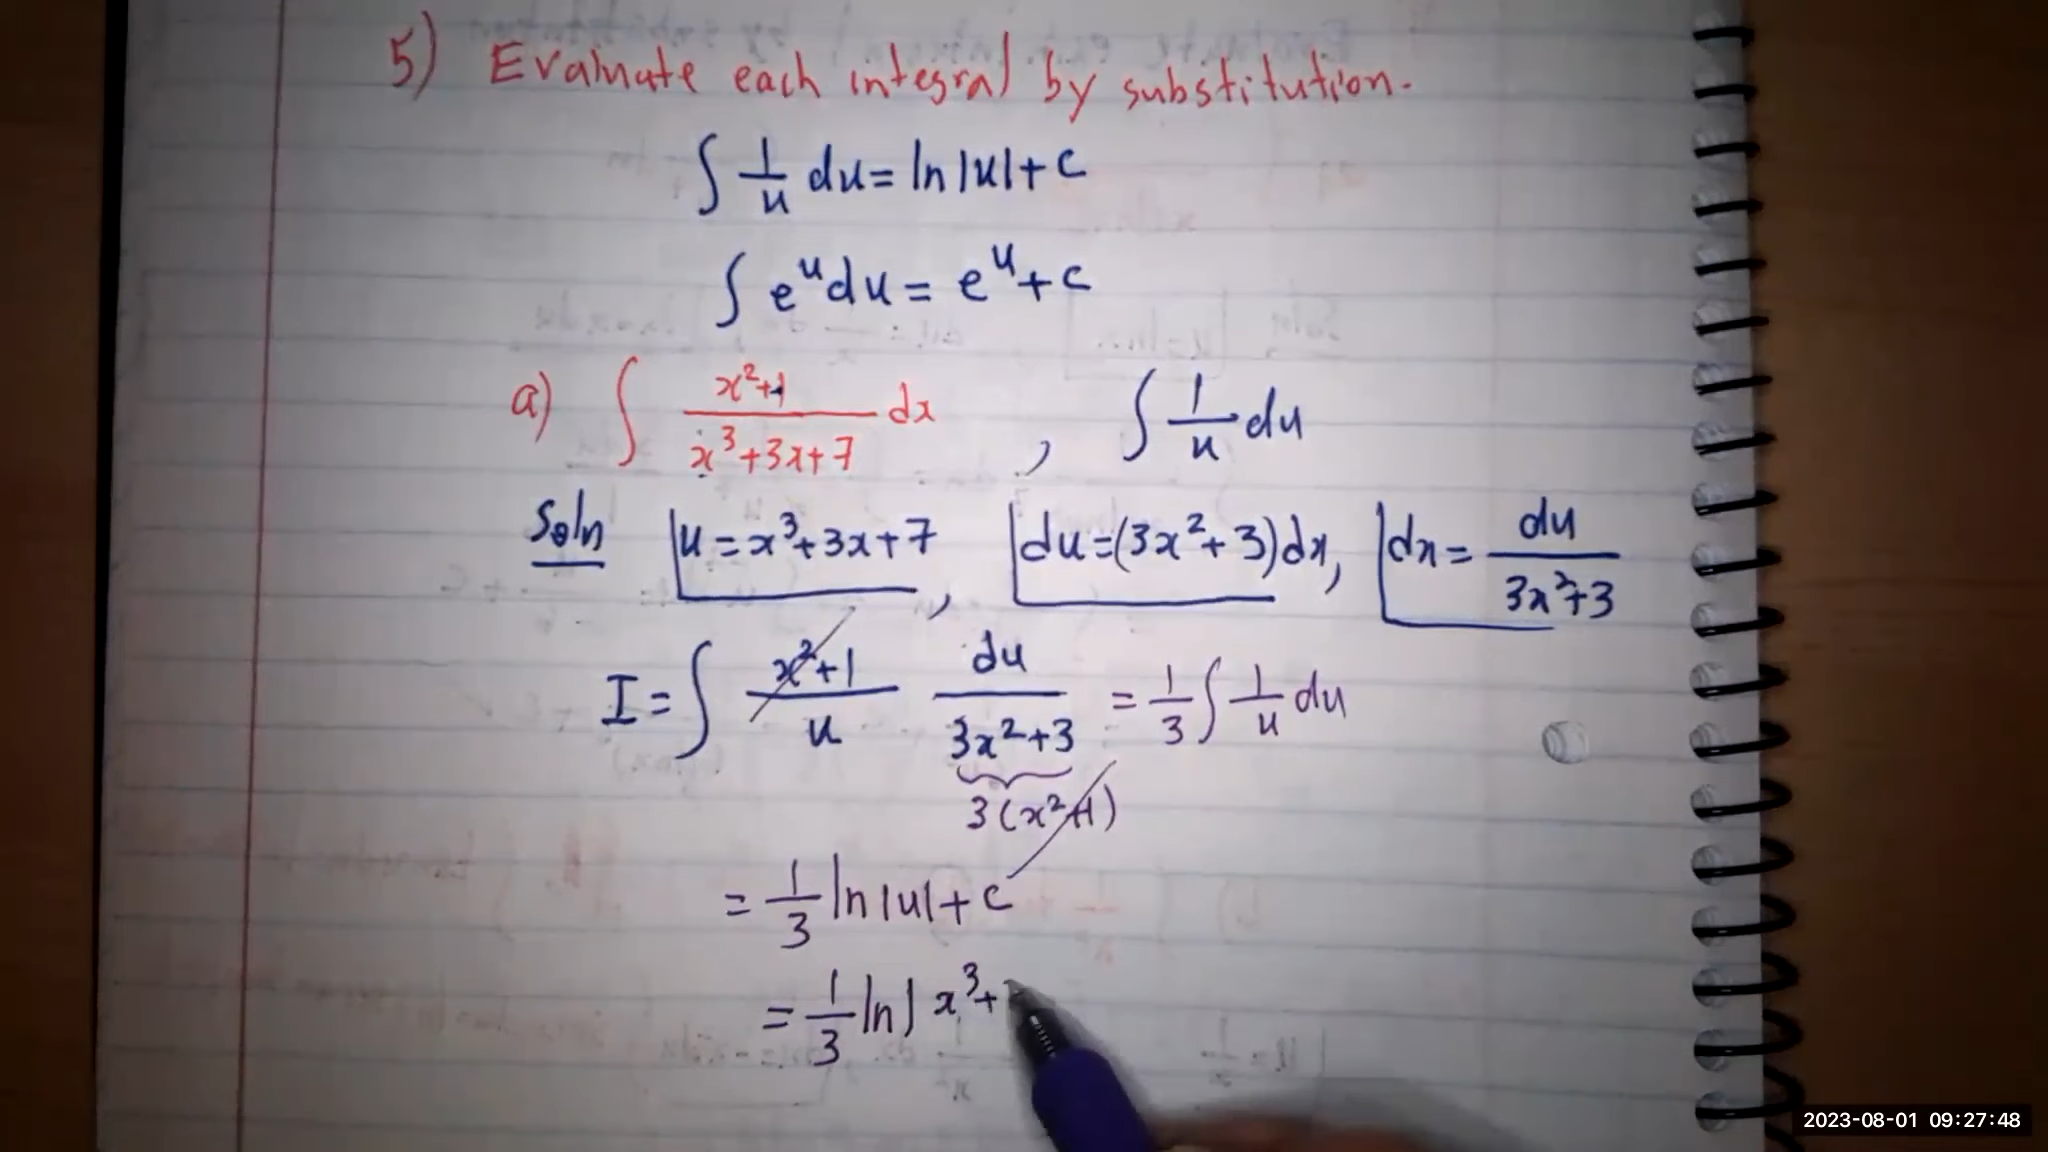 5) Evaluate each integral by substitution.
∫ 1/u du = ln|u| + c
∫ e^u du = e^u + c
a) ∫ (x²+1)/(x³+3x+7) dx , ∫ 1/u du
Soln u = x³+3x+7 , du = (3x²+3)dx, dx = du/(3x²+3)
I = ∫ (x²+1)/u du/(3x²+3) = 1/3 ∫ 1/u du
3(x²+1)
= 1/3 ln|u| + c
= 1/3 ln| x³+
2023-08-01 09:27:48